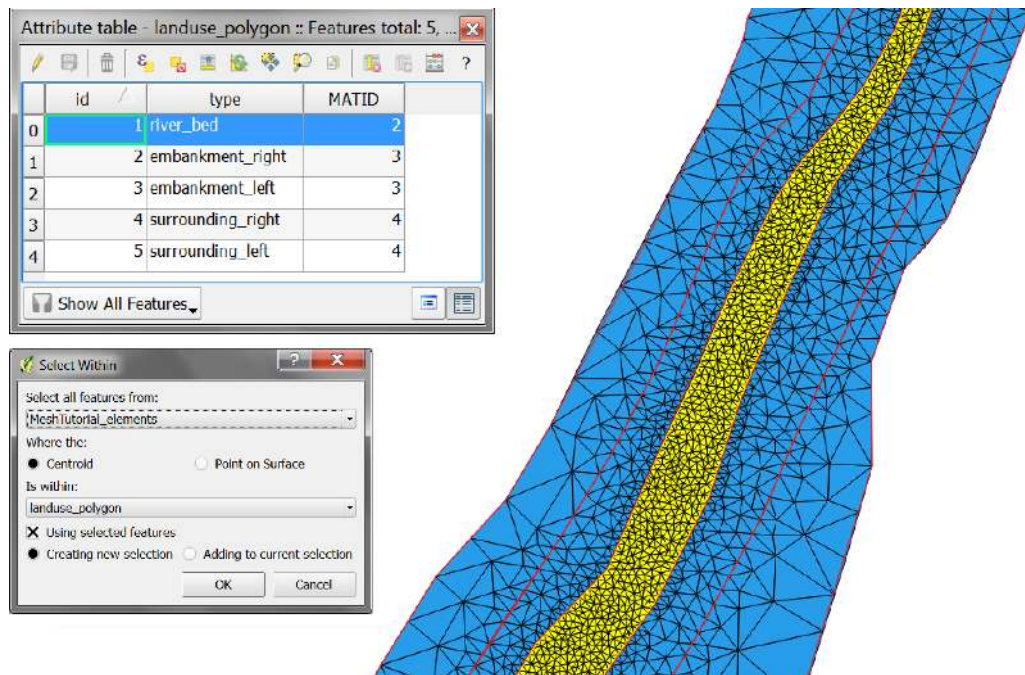 Attribute table - landuse_polygon :: Features total: 5, ...
ε
?
id type MATID
0 1 river_bed 2
1 2 embankment_right 3
2 3 embankment_left 3
3 4 surrounding_right 4
4 5 surrounding_left 4
Show All Features
Select Within
?
Select all features from:
MeshTutorial_elements
Where the:
Centroid Point on Surface
Is within:
landuse_polygon
Using selected features
Creating new selection Adding to current selection
OK Cancel